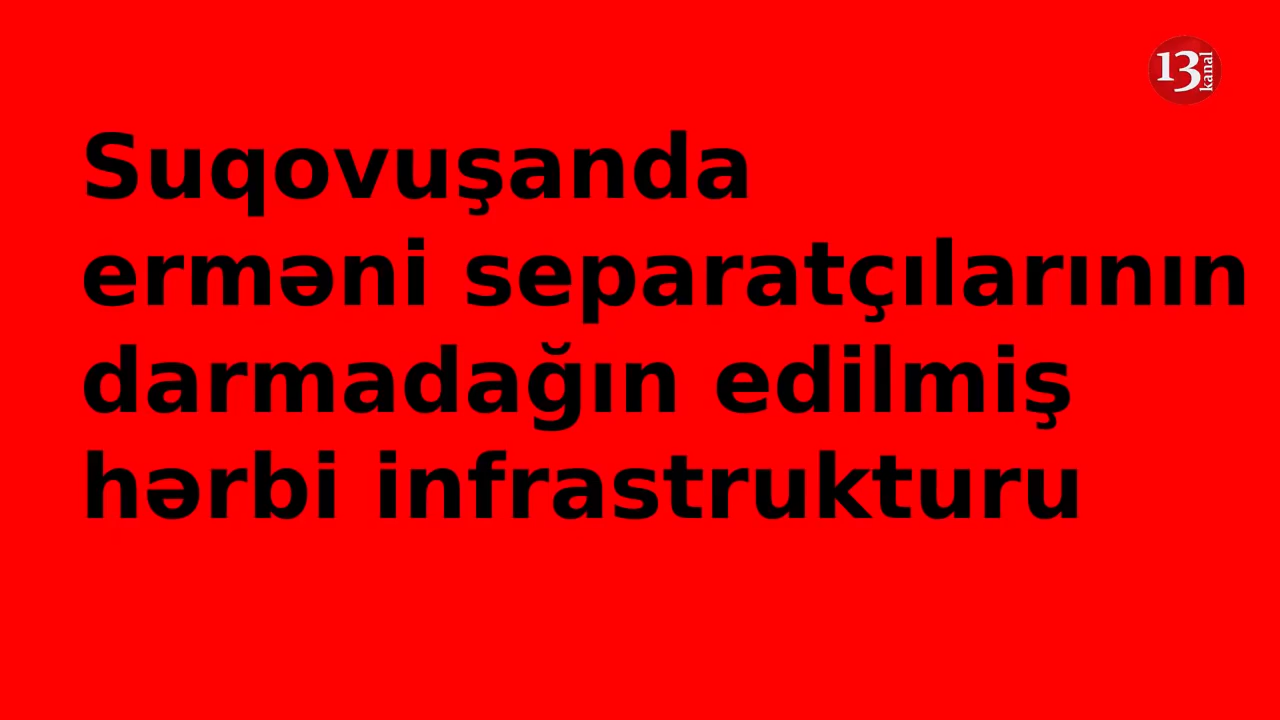 13 kanal
Suqovuşanda
erməni separatçılarının
darmadağın edilmiş
hərbi infrastrukturu